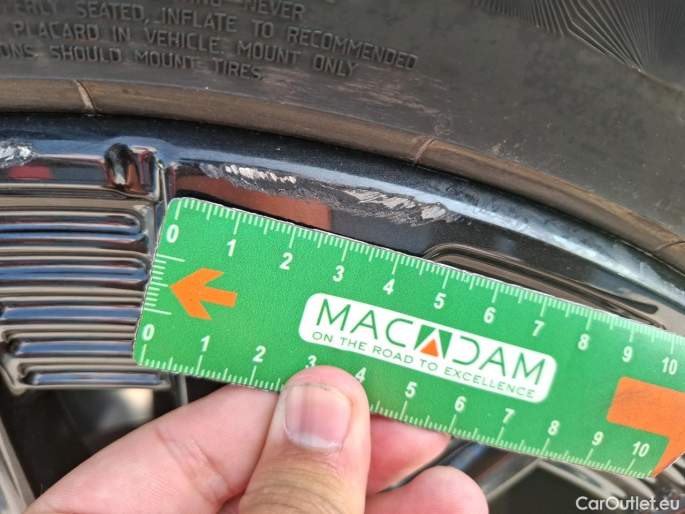 NEVER
ERLY SEATED, INFLATE TO RECOMMENDED
PLACARD IN VEHICLE. MOUNT ONLY
ONS SHOULD MOUNT TIRES.
0 1 2 3 4 5 6 7 8 9 10
MACADAM
ON THE ROAD TO EXCELLENCE
0 1 2 3 4 5 6 7 8 9 10
CarOutlet.eu